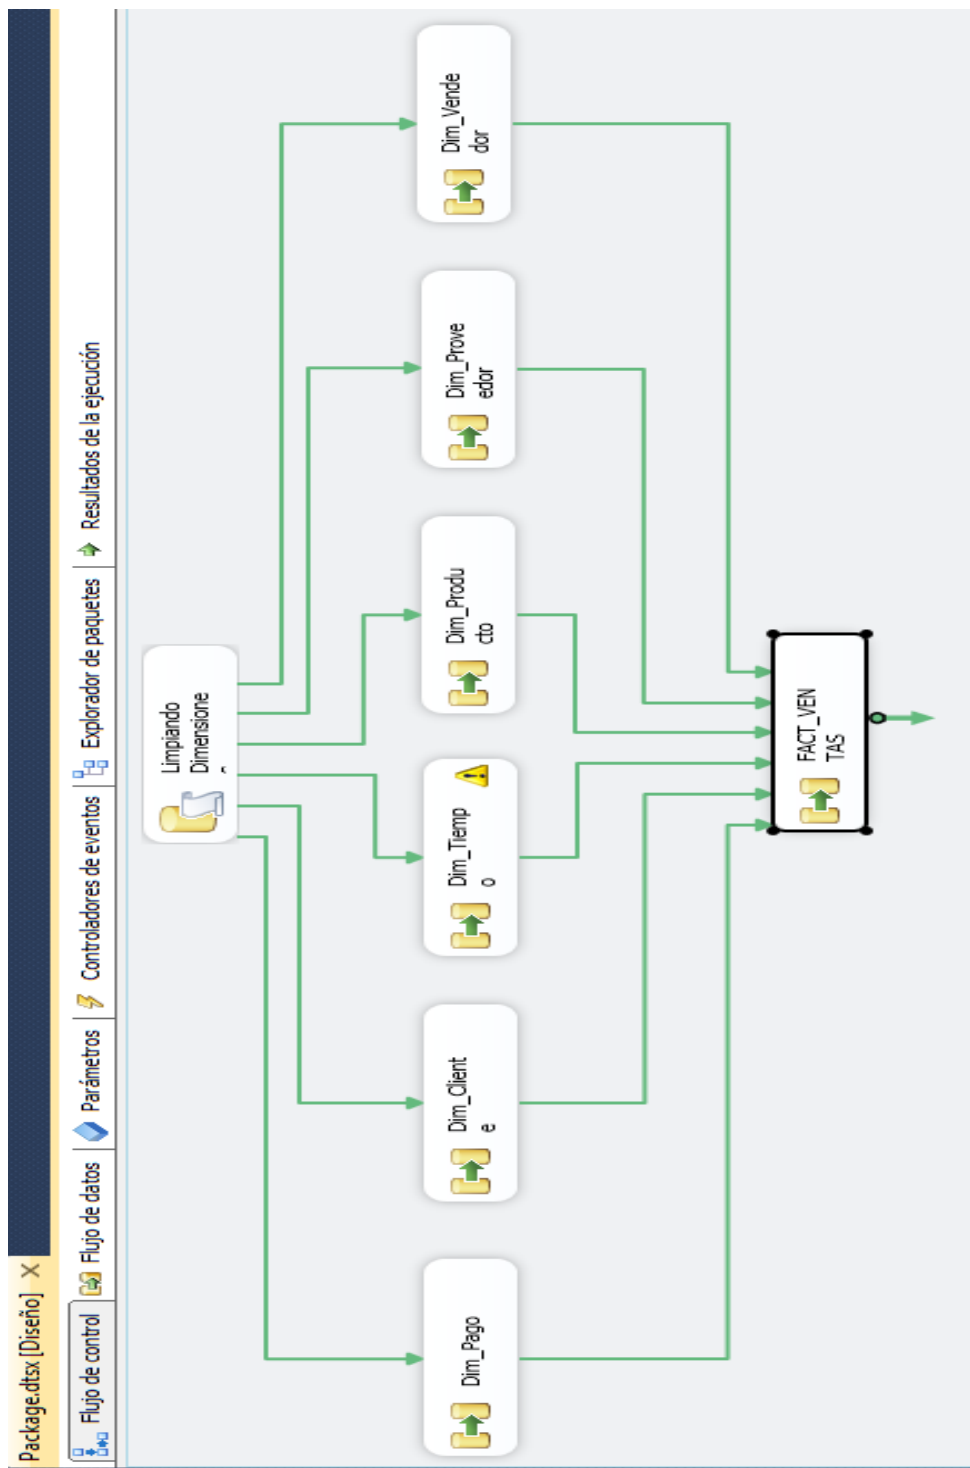 Package.dtsx [Diseño] X
Flujo de control
Flujo de datos
Parámetros
Controladores de eventos
Explorador de paquetes
Resultados de la ejecución
Limpiando
Dimensione
Dim_Pago
Dim_Client
e
Dim_Tiemp
o
Dim_Produ
cto
Dim_Prove
edor
Dim_Vende
dor
FACT_VEN
TAS